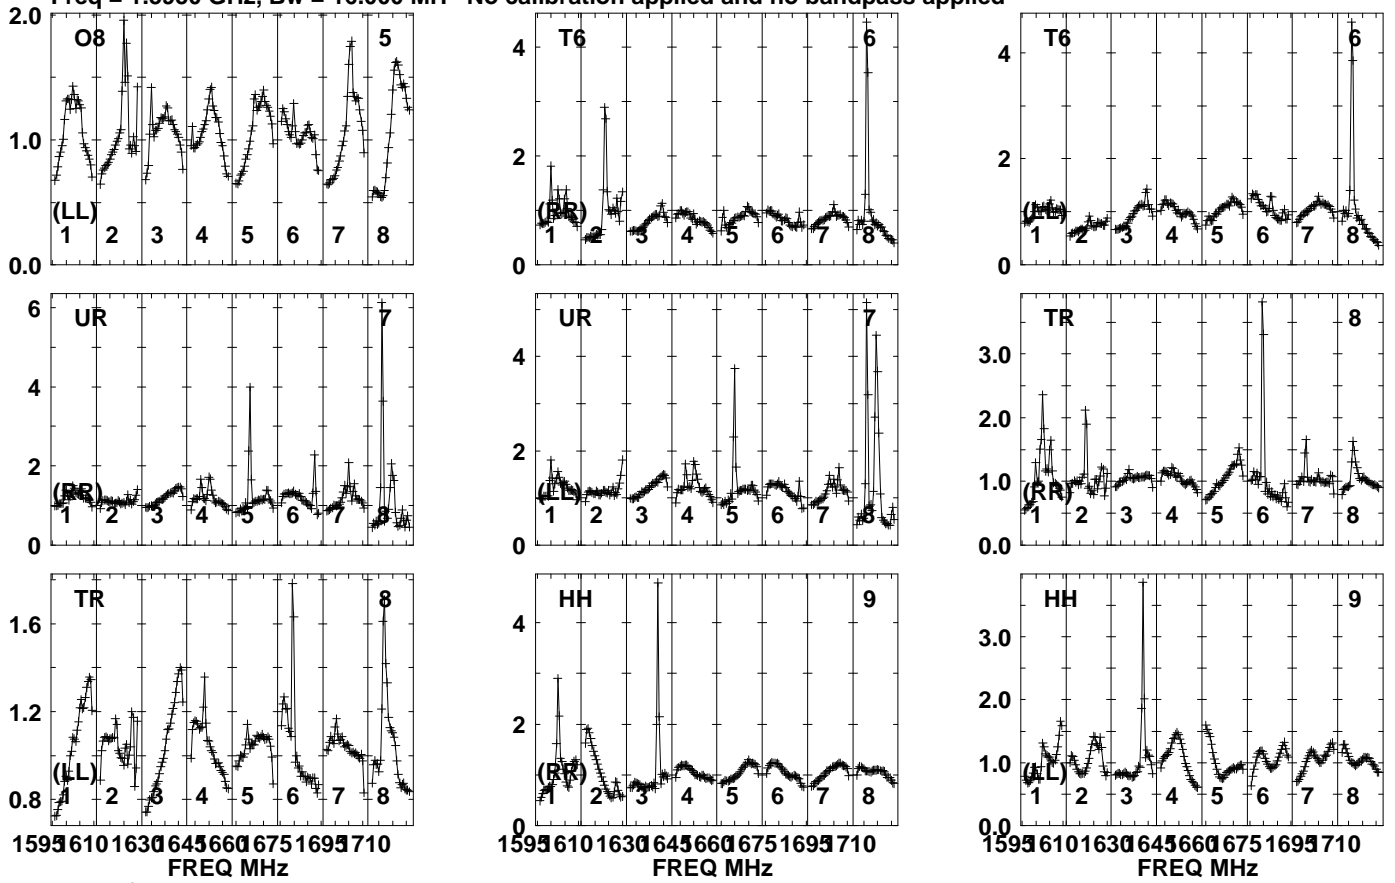 Freq = 1.5950 GHz, Bw = 16.000 MH No calibration applied and no bandpass applied
2.0 O8 5
1.0
(LL)
1 2 3 4 5 6 7 8
0.0
4 T6 6
2
(RR)
1 2 3 4 5 6 7 8
0
4 T6 6
2
(LL)
1 2 3 4 5 6 7 8
0
6 UR 7
4
2
(RR)
1 2 3 4 5 6 7 8
0
UR 7
4
2
(LL)
1 2 3 4 5 6 7 8
0
TR 8
3.0
2.0
1.0
(RR)
1 2 3 4 5 6 7 8
0.0
TR 8
1.6
1.2
(LL)
0.8 1 2 3 4 5 6 7 8
1595 1610 1630 1645 1660 1675 1695 1710
FREQ MHz
HH 9
4
2
(RR)
1 2 3 4 5 6 7 8
0
1595 1610 1630 1645 1660 1675 1695 1710
FREQ MHz
HH 9
3.0
2.0
1.0
(LL)
1 2 3 4 5 6 7 8
0.0
1595 1610 1630 1645 1660 1675 1695 1710
FREQ MHz